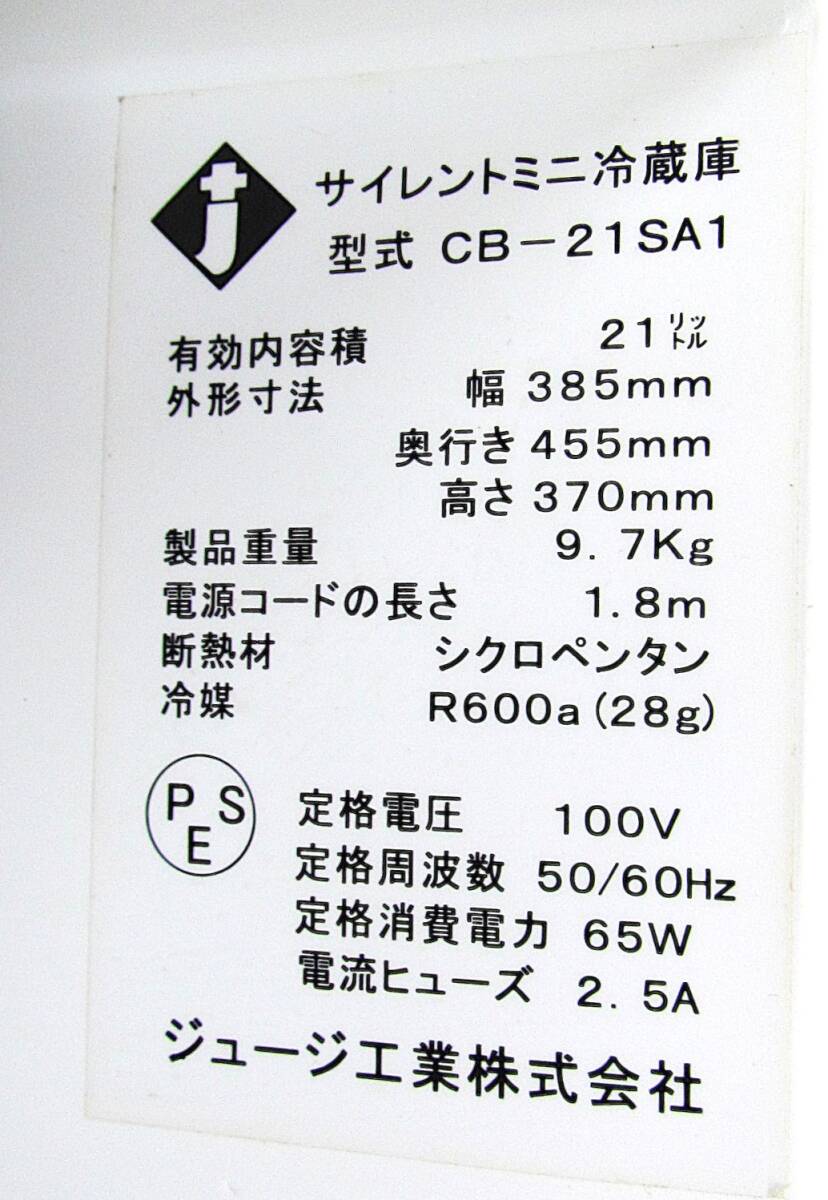 サイレントミニ冷蔵庫
型式 CB-21SA1
有効内容積 21㍑
外形寸法 幅 385mm
奥行き 455mm
高さ 370mm
製品重量 9.7Kg
電源コードの長さ 1.8m
断熱材 シクロペンタン
冷媒 R600a(28g)
PSE
定格電圧 100V
定格周波数 50/60Hz
定格消費電力 65W
電流ヒューズ 2.5A
ジュージ工業株式会社